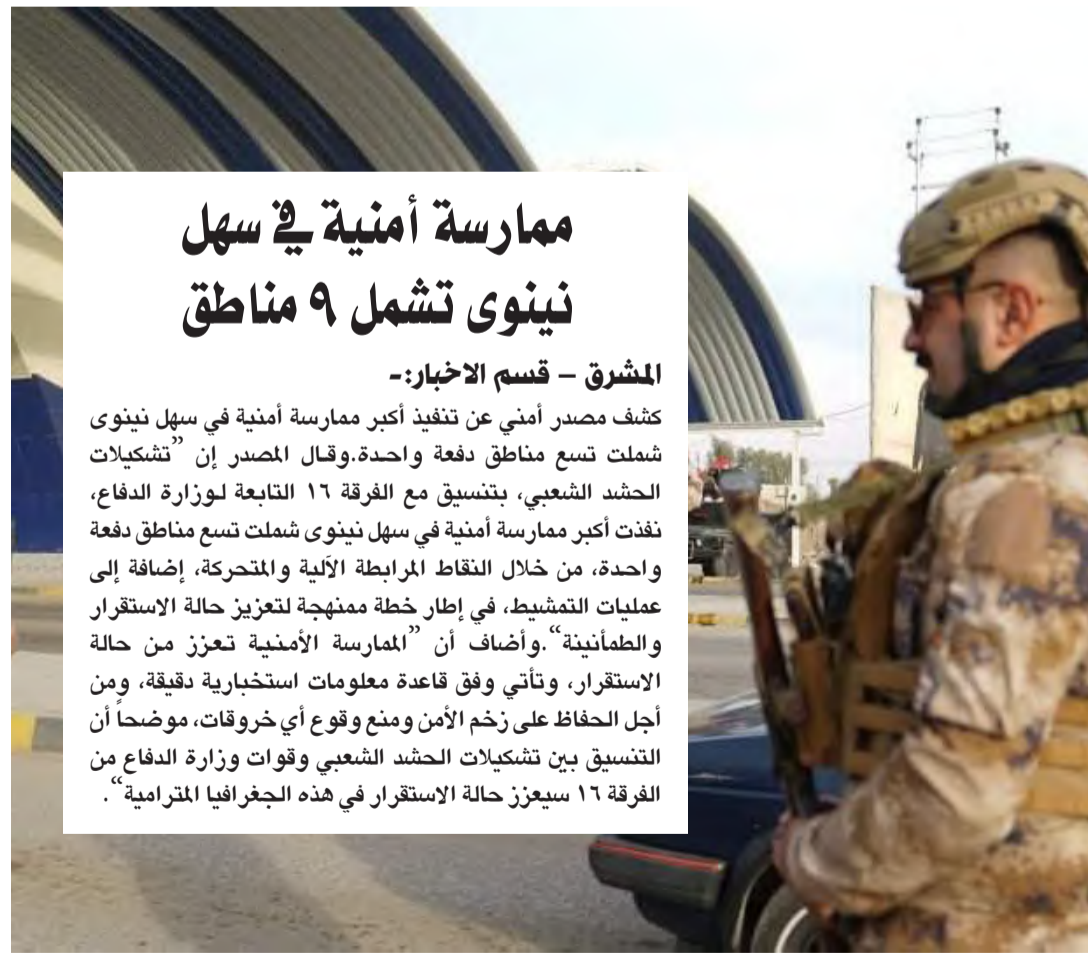 ممارسة أمنية في سهل
نينوى تشمل ٩ مناطق
المشرق – قسم الاخبار:-
كشف مصدر أمني عن تنفيذ أكبر ممارسة أمنية في سهل نينوى
شملت تسع مناطق دفعة واحدة.وقال المصدر إن ”تشكيلات
الحشد الشعبي، بتنسيق مع الفرقة ١٦ التابعة لوزارة الدفاع،
نفذت أكبر ممارسة أمنية في سهل نينوى شملت تسع مناطق دفعة
واحدة، من خلال النقاط المرابطة الآلية والمتحركة، إضافة إلى
عمليات التمشيط، في إطار خطة ممنهجة لتعزيز حالة الاستقرار
والطمأنينة“.وأضاف أن ”الممارسة الأمنية تعزز من حالة
الاستقرار، وتأتي وفق قاعدة معلومات استخبارية دقيقة، ومن
أجل الحفاظ على زخم الأمن ومنع وقوع أي خروقات، موضحاً أن
التنسيق بين تشكيلات الحشد الشعبي وقوات وزارة الدفاع من
الفرقة ١٦ سيعزز حالة الاستقرار في هذه الجغرافيا المترامية“.